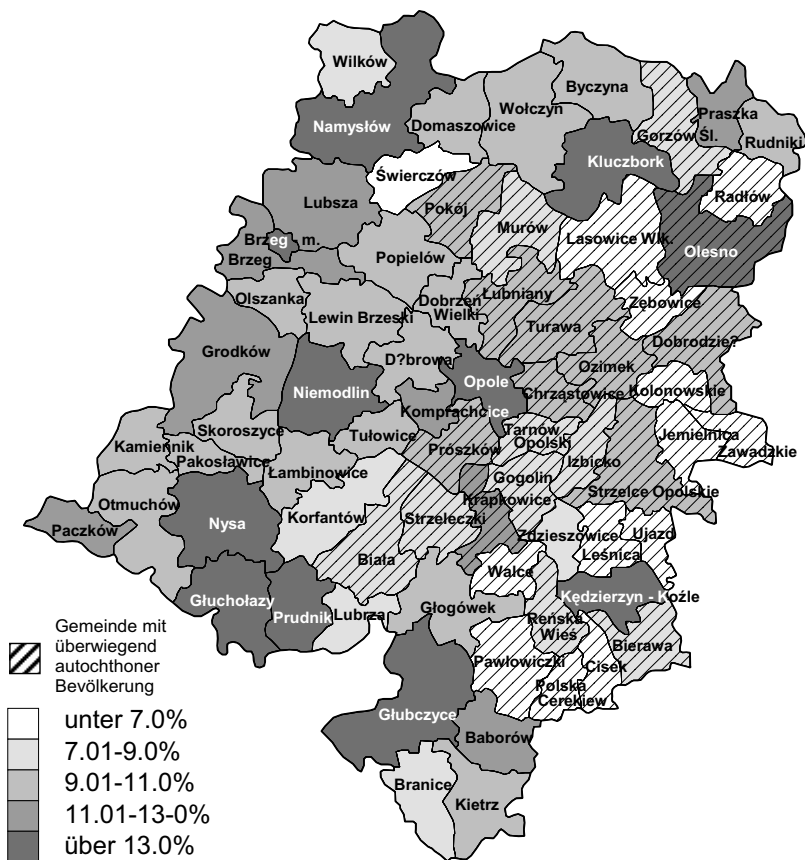 Wilków
Byczyna
Praszka
Namysłów
Domaszowice
Wołczyn
Gorzów Śl.
Rudniki
Kluczbork
Świerczów
Radłów
Lubsza
Pokój
Murów
Lasowice Wlk.
Olesno
Brzeg m.
Brzeg
Popielów
Olszanka
Dobrzeń
Wielki
Łubniany
Zębowice
Lewin Brzeski
Turawa
Dobrodzie?
Grodków
D?browa
Ozimek
Niemodlin
Opole
Kolonowskie
Komprachcice
Chrząstowice
Skoroszyce
Tułowice
Tarnów
Opolski
Jemielnica
Kamiennik
Prószków
Zawadzkie
Pakosławice
Łambinowice
Gogolin
Izbicko
Otmuchów
Krapkowice
Strzelce Opolskie
Paczków
Nysa
Korfantów
Strzeleczki
Zdzieszowice
Ujazd
Leśnica
Biała
Walce
Głuchołazy
Prudnik
Lubrza
Głogówek
Kędzierzyn - Koźle
Reńska
Wieś
Bierawa
Pawłowiczki
Cisek
Polska
Cerekiew
Głubczyce
Baborów
Branice
Kietrz
Gemeinde mit
überwiegend
autochthoner
Bevölkerung
unter 7.0%
7.01-9.0%
9.01-11.0%
11.01-13-0%
über 13.0%